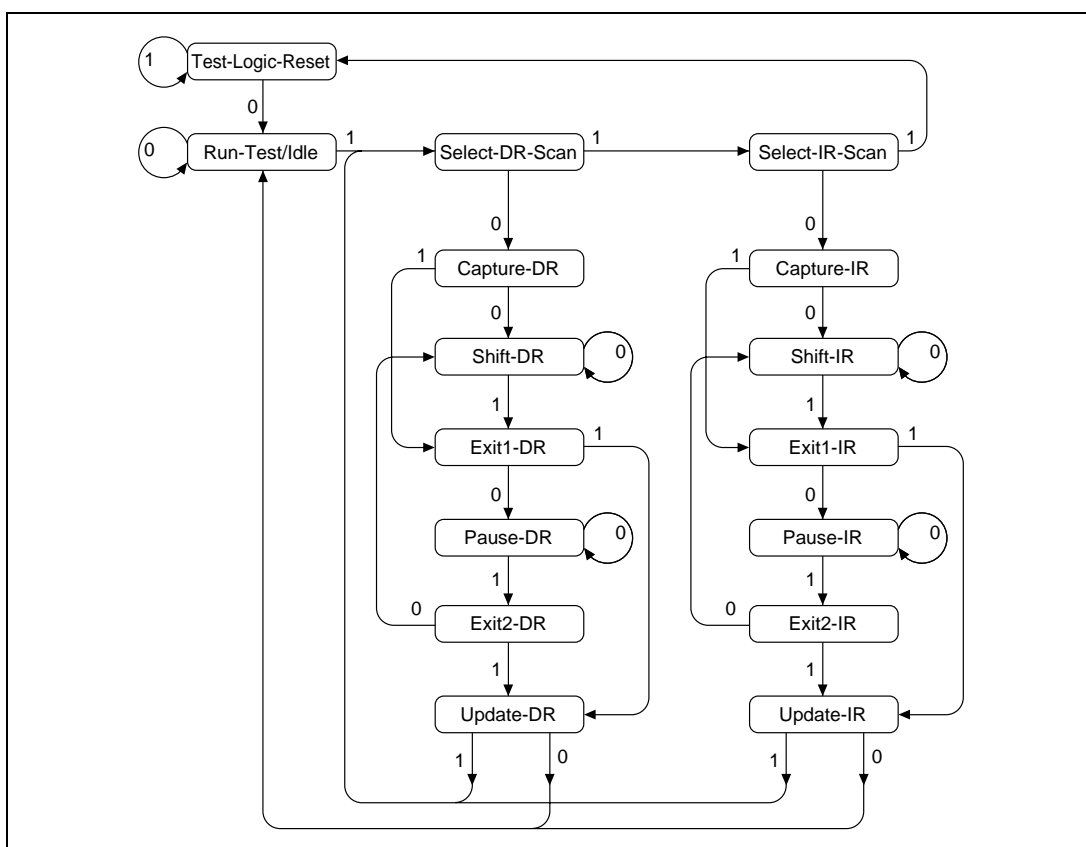 1 Test-Logic-Reset
0
0 Run-Test/Idle 1 Select-DR-Scan 1 Select-IR-Scan 1
0 0
1 Capture-DR 1 Capture-IR
0 0
Shift-DR 0 Shift-IR 0
1 1
Exit1-DR 1 Exit1-IR 1
0 0
Pause-DR 0 Pause-IR 0
1 1
0 Exit2-DR 0 Exit2-IR
1 1
Update-DR Update-IR
1 0 1 0